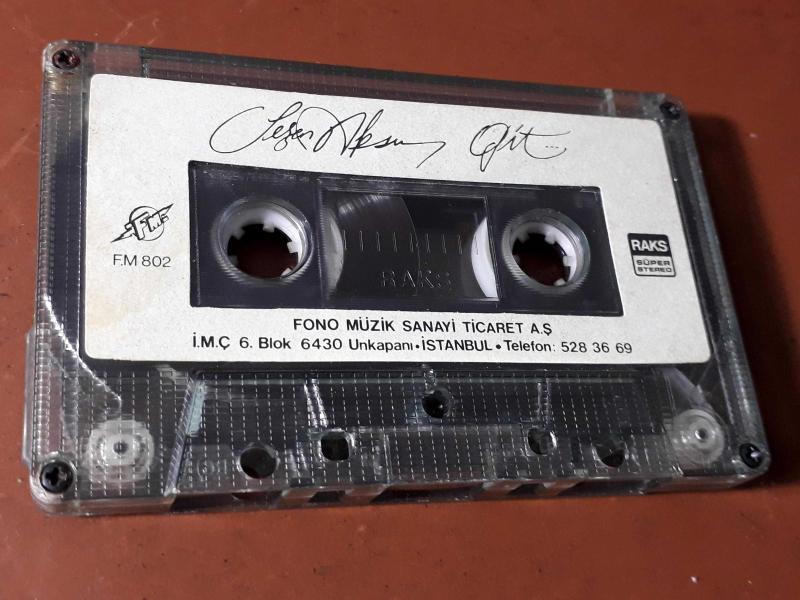 Sezen Aksu Git....
FM
F.M 802
RAKS
SÜPER
STEREO
RAKS
FONO MÜZİK SANAYİ TİCARET A.Ş
İ.M.Ç 6. Blok 6430 Unkapanı•İSTANBUL•Telefon: 528 36 69